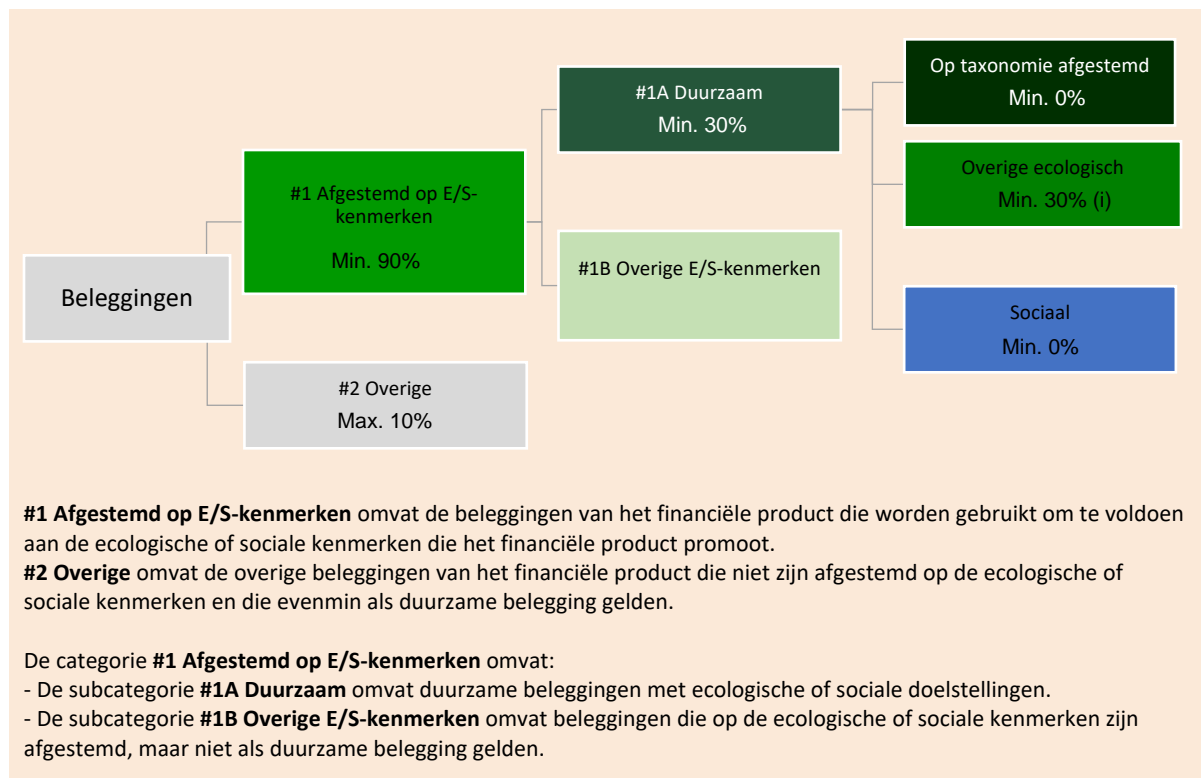 Beleggingen
#1 Afgestemd op E/S-
kenmerken
Min. 90%
#2 Overige
Max. 10%
#1A Duurzaam
Min. 30%
#1B Overige E/S-kenmerken
Op taxonomie afgestemd
Min. 0%
Overige ecologisch
Min. 30% (i)
Sociaal
Min. 0%
#1 Afgestemd op E/S-kenmerken omvat de beleggingen van het financiële product die worden gebruikt om te voldoen
aan de ecologische of sociale kenmerken die het financiële product promoot.
#2 Overige omvat de overige beleggingen van het financiële product die niet zijn afgestemd op de ecologische of
sociale kenmerken en die evenmin als duurzame belegging gelden.
De categorie #1 Afgestemd op E/S-kenmerken omvat:
- De subcategorie #1A Duurzaam omvat duurzame beleggingen met ecologische of sociale doelstellingen.
- De subcategorie #1B Overige E/S-kenmerken omvat beleggingen die op de ecologische of sociale kenmerken zijn
afgestemd, maar niet als duurzame belegging gelden.